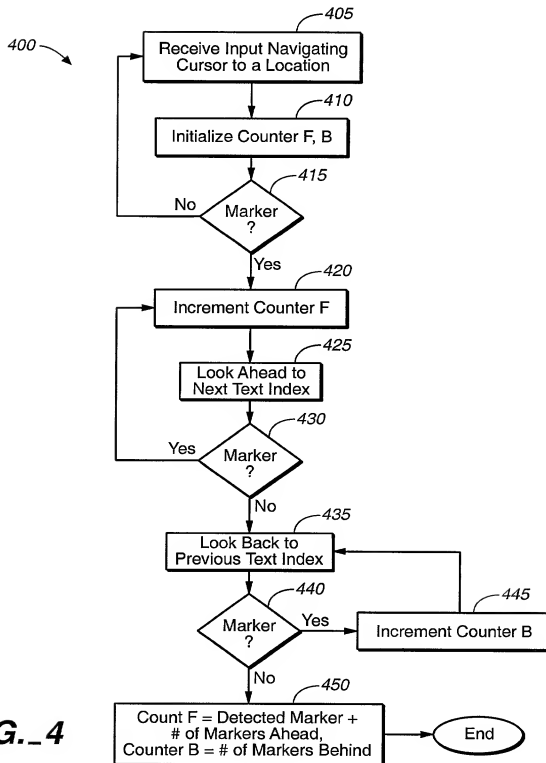 405
400
Receive Input Navigating
Cursor to a Location
410
Initialize Counter F, B
415
No
Marker
?
Yes
420
Increment Counter F
425
Look Ahead to
Next Text Index
430
Yes
Marker
?
No
435
Look Back to
Previous Text Index
440
445
Marker
?
Yes
Increment Counter B
No
450
Count F = Detected Marker +
# of Markers Ahead,
Counter B = # of Markers Behind
End
G._4